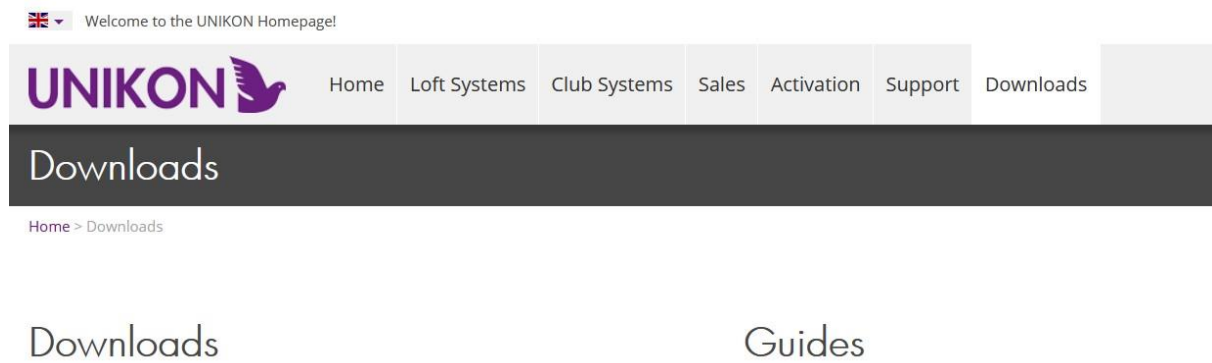 Welcome to the UNIKON Homepage!
UNIKON Home Loft Systems Club Systems Sales Activation Support Downloads
Downloads
Home > Downloads
Downloads Guides